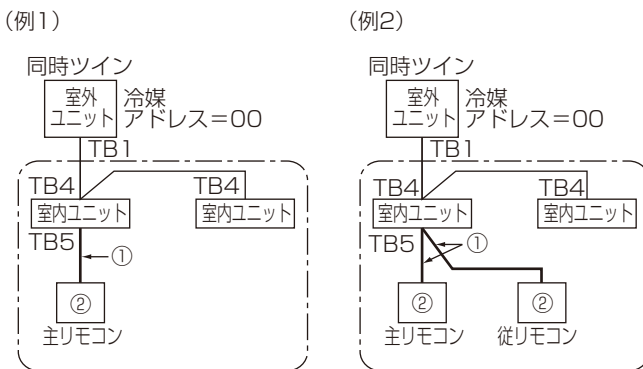 (例1)
同時ツイン
室外
ユニット
冷媒
アドレス=00
TB1
TB4
TB4
室内ユニット
室内ユニット
TB5
①
②
主リモコン
(例2)
同時ツイン
室外
ユニット
冷媒
アドレス=00
TB1
TB4
TB4
室内ユニット
室内ユニット
TB5
①
②
②
主リモコン
従リモコン